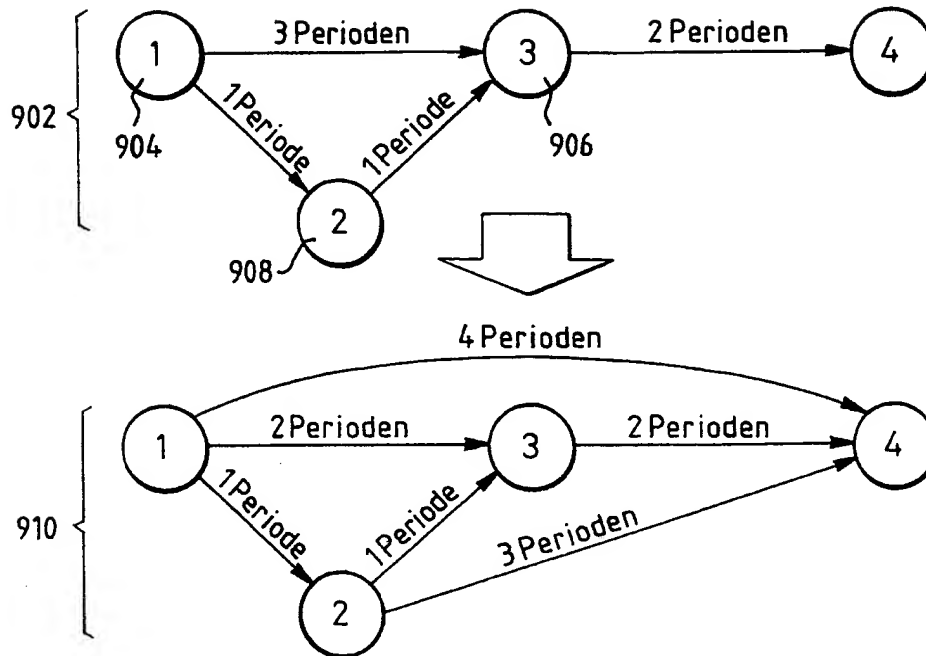 1
3 Perioden
3
2 Perioden
4
902
904
1 Periode
1 Periode
906
2
908
4 Perioden
1
2 Perioden
3
2 Perioden
4
910
1 Periode
1 Periode
3 Perioden
2